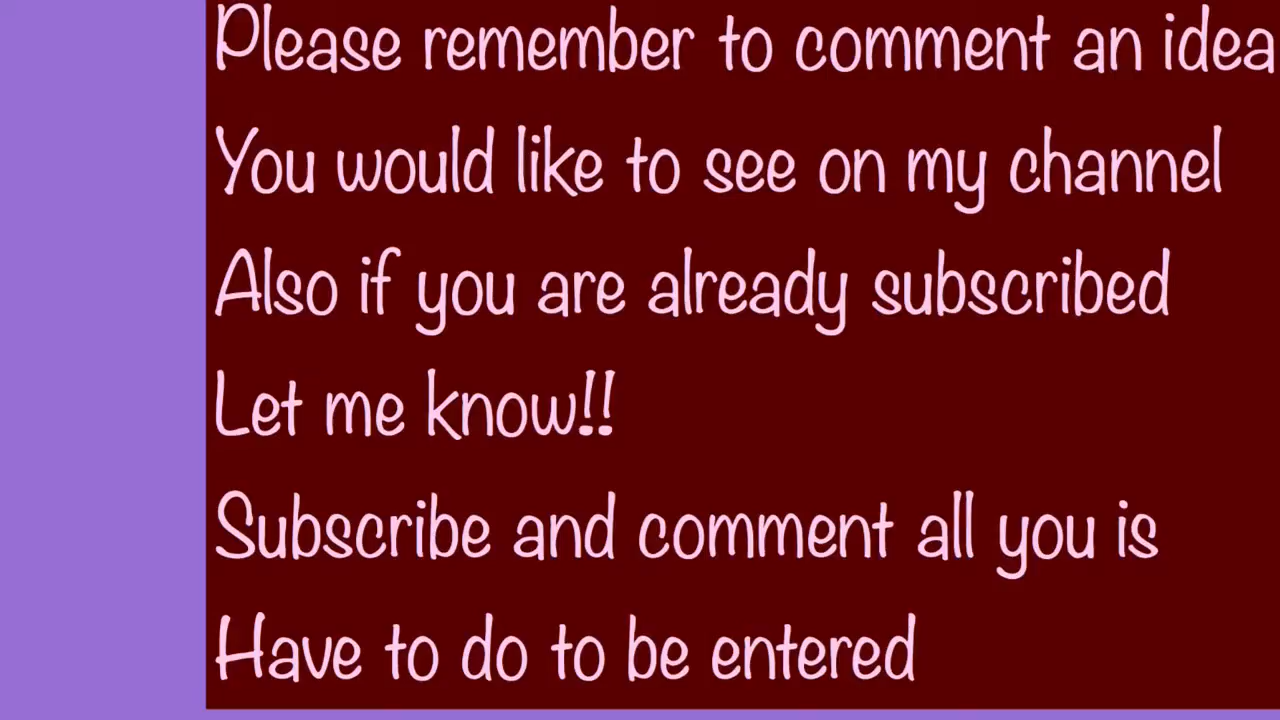 Please remember to comment an idea
You would like to see on my channel
Also if you are already subscribed
Let me know!!
Subscribe and comment all you is
Have to do to be entered